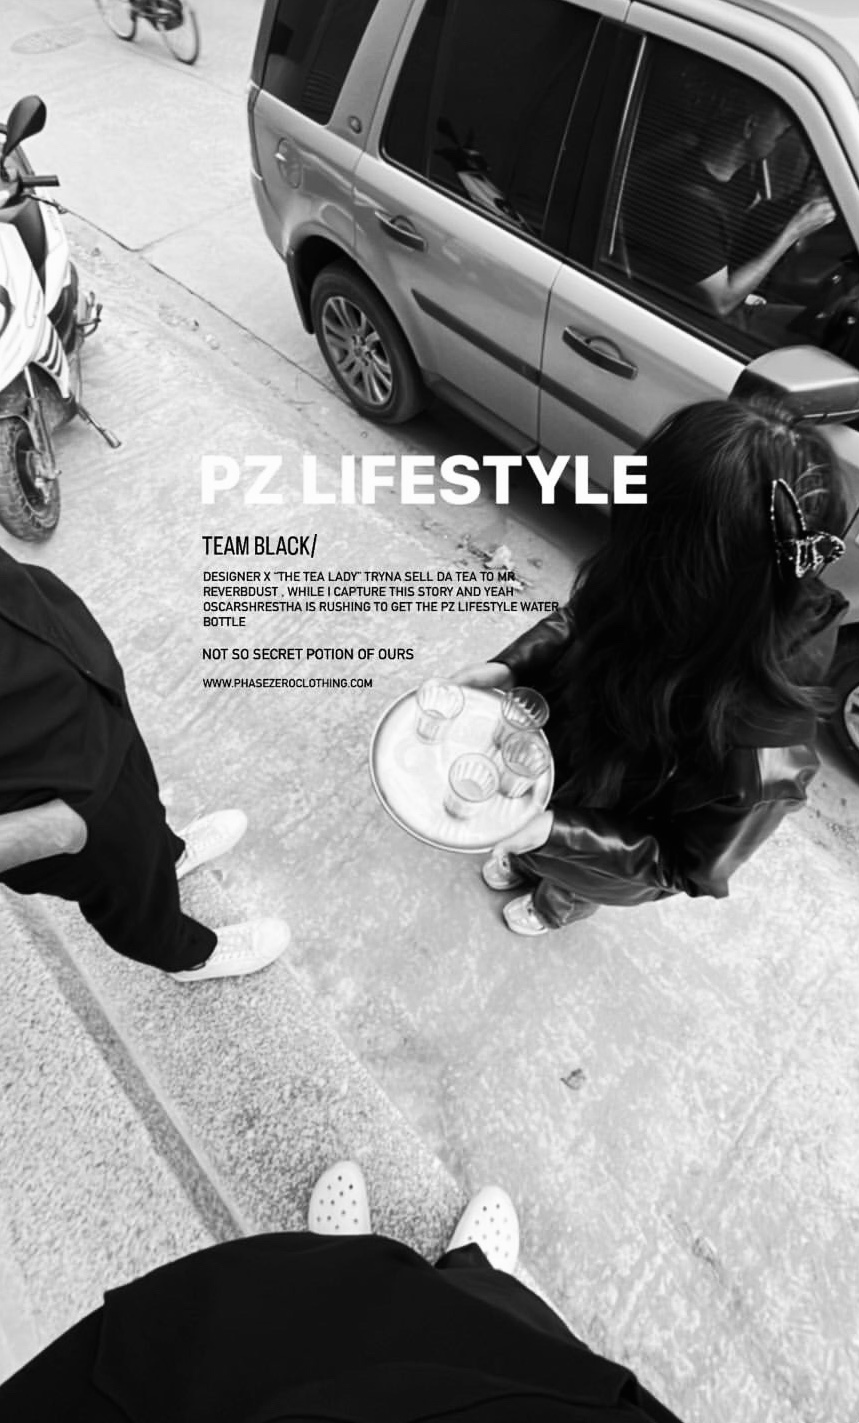 PZ LIFESTYLE
TEAM BLACK/
DESIGNER X "THE TEA LADY" TRYNA SELL DA TEA TO MR
REVERBDUST , WHILE I CAPTURE THIS STORY AND YEAH
OSCARSHRESTHA IS RUSHING TO GET THE PZ LIFESTYLE WATER
BOTTLE
NOT SO SECRET POTION OF OURS
WWW.PHASEZEROCLOTHING.COM